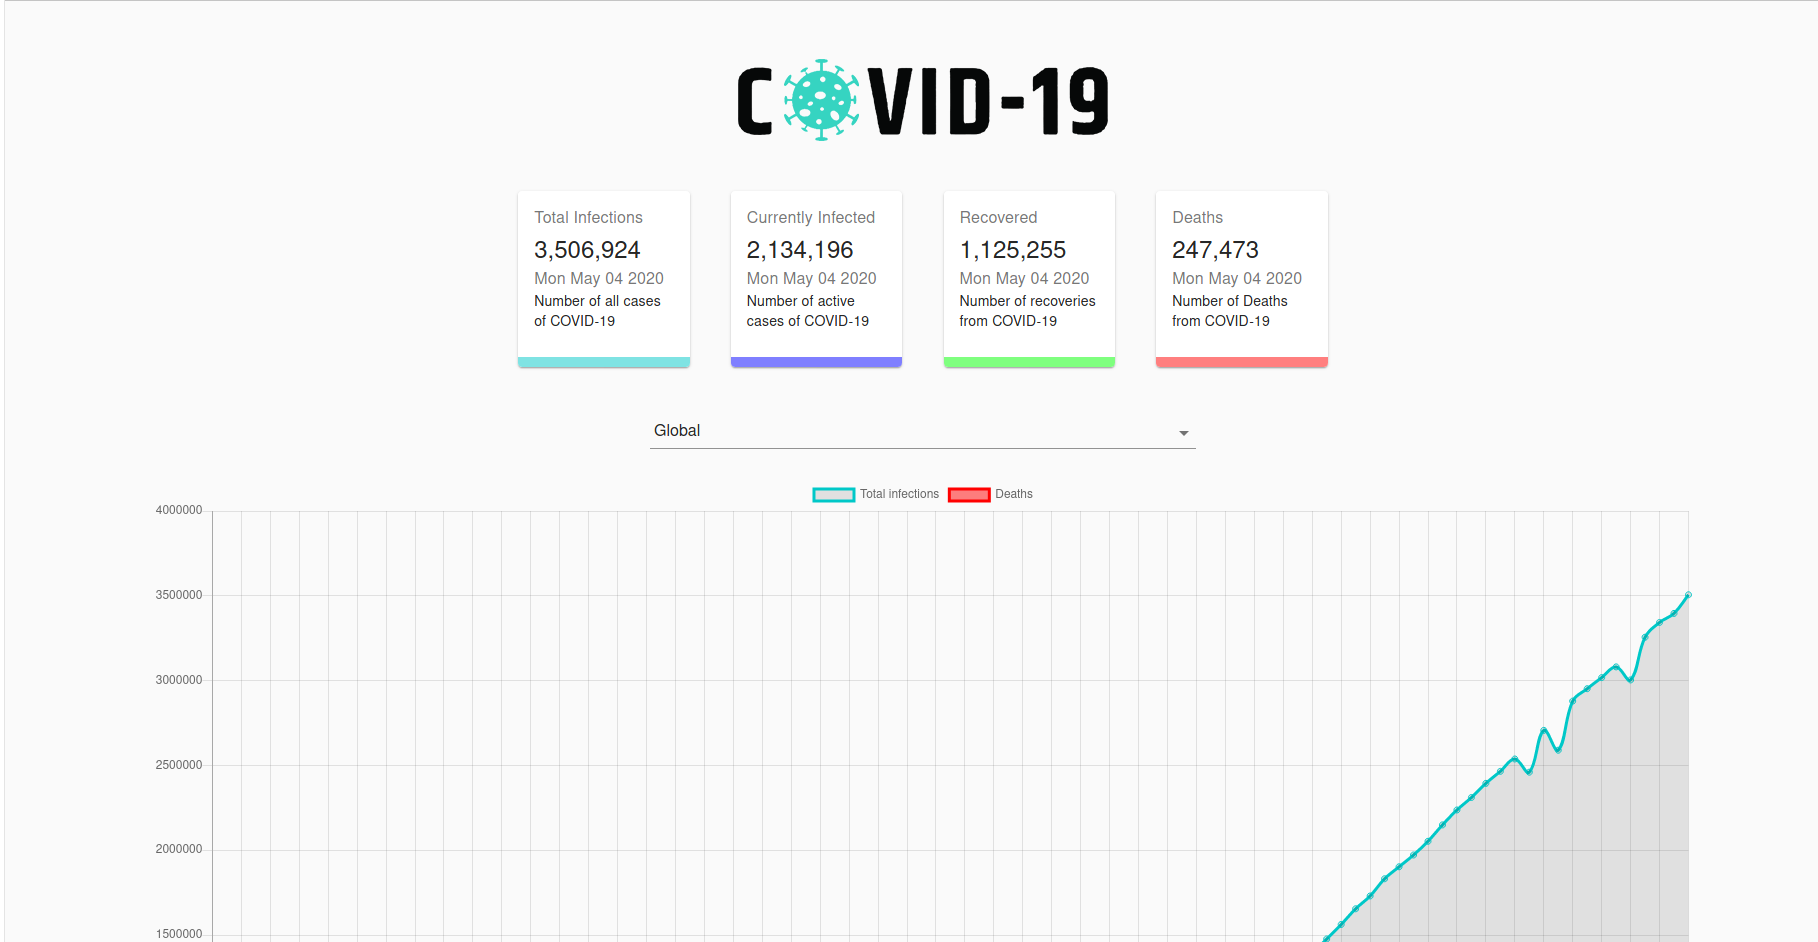 COVID-19
Total Infections
3,506,924
Mon May 04 2020
Number of all cases
of COVID-19
Currently Infected
2,134,196
Mon May 04 2020
Number of active
cases of COVID-19
Recovered
1,125,255
Mon May 04 2020
Number of recoveries
from COVID-19
Deaths
247,473
Mon May 04 2020
Number of Deaths
from COVID-19
Global
Total infections Deaths
4000000
3500000
3000000
2500000
2000000
1500000